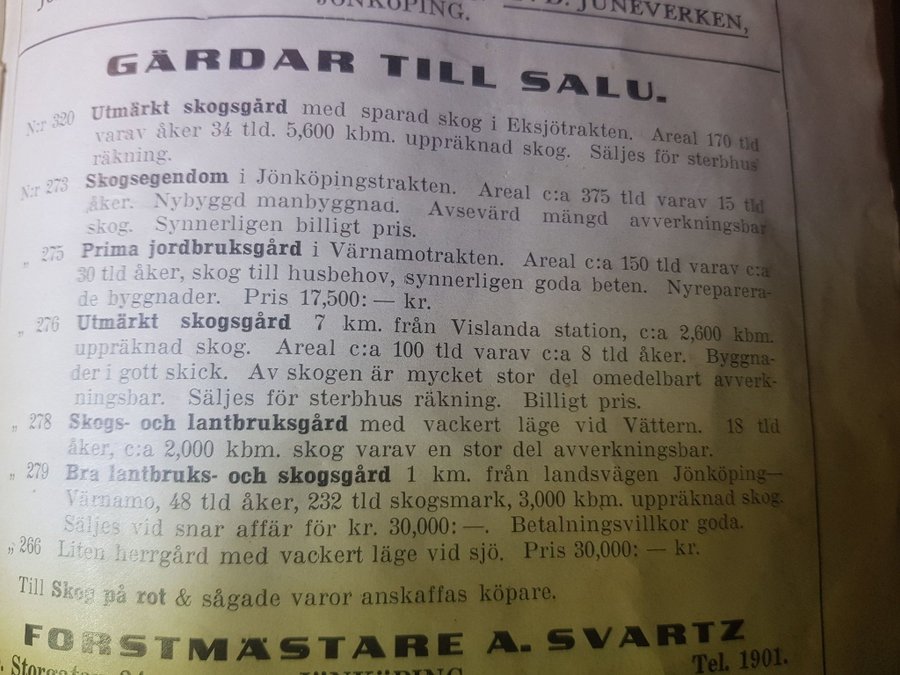 JÖNKÖPING.
JUNEVERKEN,
GÅRDAR TILL SALU.
N:r 320 Utmärkt skogsgård med sparad skog i Eksjötrakten. Areal 170 tld
varav åker 34 tld. 5,600 kbm. uppräknad skog. Säljes för sterbhus
räkning.
N:r 273 Skogsegendom i Jönköpingstrakten. Areal c:a 375 tld varav 15 tld
åker. Nybyggd manbyggnad. Avsevärd mängd avverkningsbar
skog. Synnerligen billigt pris.
„ 275 Prima jordbruksgård i Värnamotrakten. Areal c:a 150 tld varav c:a
30 tld åker, skog till husbehov, synnerligen goda beten. Nyreparera-
de byggnader. Pris 17,500: — kr.
„ 276 Utmärkt skogsgård 7 km. från Vislanda station, c:a 2,600 kbm.
uppräknad skog. Areal c:a 100 tld varav c:a 8 tld åker. Byggna-
der i gott skick. Av skogen är mycket stor del omedelbart avverk-
ningsbar. Säljes för sterbhus räkning. Billigt pris.
„ 278 Skogs- och lantbruksgård med vackert läge vid Vättern. 18 tld
åker, c:a 2,000 kbm. skog varav en stor del avverkningsbar.
„ 279 Bra lantbruks- och skogsgård 1 km. från landsvägen Jönköping—
Värnamo, 48 tld åker, 232 tld skogsmark, 3,000 kbm. uppräknad skog.
Säljes vid snar affär för kr. 30,000: —. Betalningsvillkor goda.
„ 266 Liten herrgård med vackert läge vid sjö. Pris 30,000: — kr.
Till Skog på rot & sågade varor anskaffas köpare.
FORSTMÄSTARE A. SVARTZ
Tel. 1901.
JÖNKÖPING